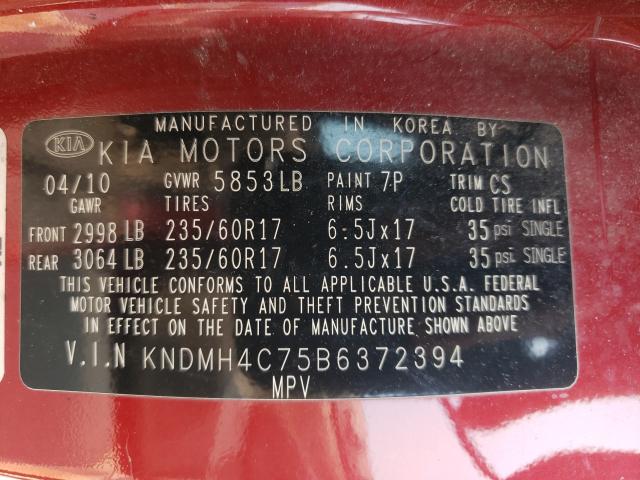 MANUFACTURED IN KOREA BY
KIA KIA MOTORS CORPORATION
04/10 GVWR 5853LB PAINT 7P TRIM CS
GAWR TIRES RIMS COLD TIRE INFL
FRONT 2998 LB 235/60R17 6.5Jx17 35 psi SINGLE
REAR 3064 LB 235/60R17 6.5Jx17 35 psi SINGLE
THIS VEHICLE CONFORMS TO ALL APPLICABLE U.S.A. FEDERAL
MOTOR VEHICLE SAFETY AND THEFT PREVENTION STANDARDS
IN EFFECT ON THE DATE OF MANUFACTURE SHOWN ABOVE
V.I.N KNDMH4C75B6372394
MPV